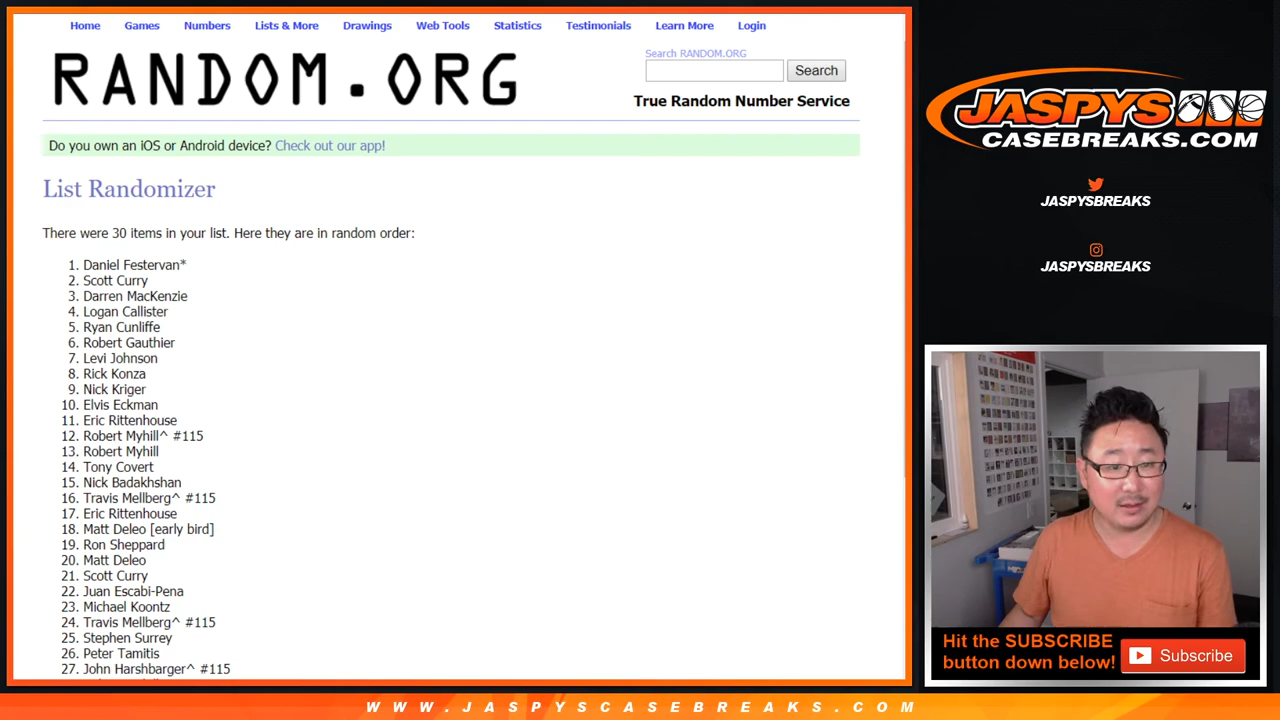 Home Games Numbers Lists & More Drawings Web Tools Statistics Testimonials Learn More Login
RANDOM.ORG
Search RANDOM.ORG
Search
True Random Number Service
Do you own an iOS or Android device? Check out our app!
List Randomizer
There were 30 items in your list. Here they are in random order:
1. Daniel Festervan*
2. Scott Curry
3. Darren MacKenzie
4. Logan Callister
5. Ryan Cunliffe
6. Robert Gauthier
7. Levi Johnson
8. Rick Konza
9. Nick Kriger
10. Elvis Eckman
11. Eric Rittenhouse
12. Robert Myhill^ #115
13. Robert Myhill
14. Tony Covert
15. Nick Badakhshan
16. Travis Mellberg^ #115
17. Eric Rittenhouse
18. Matt Deleo [early bird]
19. Ron Sheppard
20. Matt Deleo
21. Scott Curry
22. Juan Escabi-Pena
23. Michael Koontz
24. Travis Mellberg^ #115
25. Stephen Surrey
26. Peter Tamitis
27. John Harshbarger^ #115
JASPYS
CASEBREAKS.COM
JASPYSBREAKS
JASPYSBREAKS
Hit the SUBSCRIBE
button down below!
Subscribe
WWW.JASPYSCASEBREAKS.COM